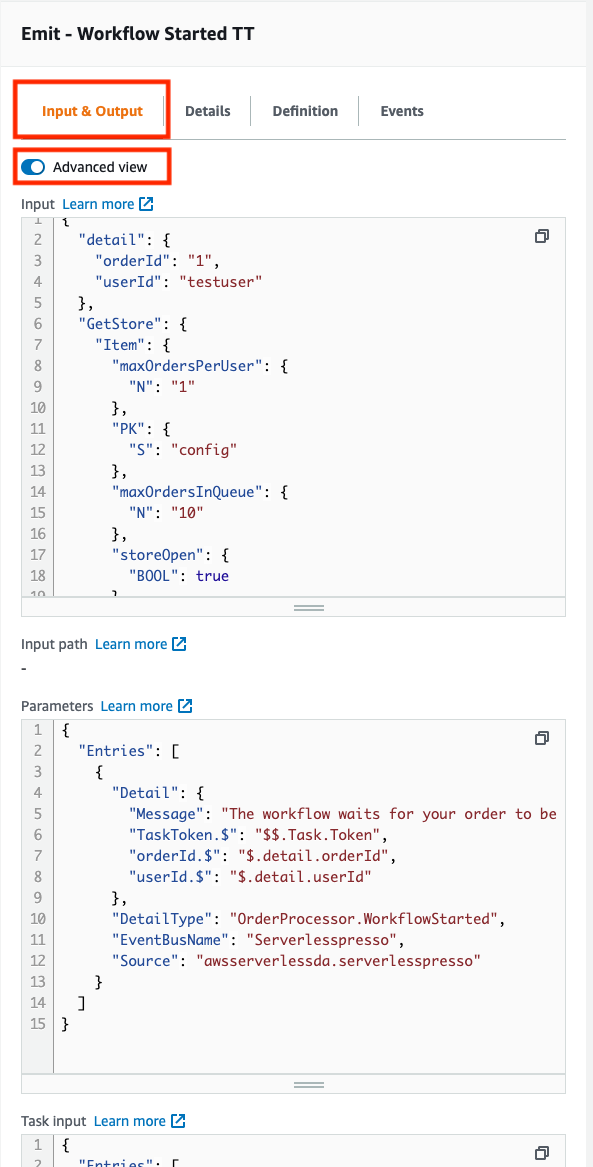 Emit - Workflow Started TT
Input & Output Details Definition Events
Advanced view
Input Learn more
1 {
2 "detail": {
3 "orderId": "1",
4 "userId": "testuser"
5 },
6 "GetStore": {
7 "Item": {
8 "maxOrdersPerUser": {
9 "N": "1"
10 },
11 "PK": {
12 "S": "config"
13 },
14 "maxOrdersInQueue": {
15 "N": "10"
16 },
17 "storeOpen": {
18 "BOOL": true
19 }
Input path Learn more
-
Parameters Learn more
1 {
2 "Entries": [
3 {
4 "Detail": {
5 "Message": "The workflow waits for your order to be
6 "TaskToken.$": "$$.Task.Token",
7 "orderId.$": "$.detail.orderId",
8 "userId.$": "$.detail.userId"
9 },
10 "DetailType": "OrderProcessor.WorkflowStarted",
11 "EventBusName": "Serverlesspresso",
12 "Source": "awsserverlessda.serverlesspresso"
13 }
14 ]
15 }
Task input Learn more
1 {
2 "Entries": [